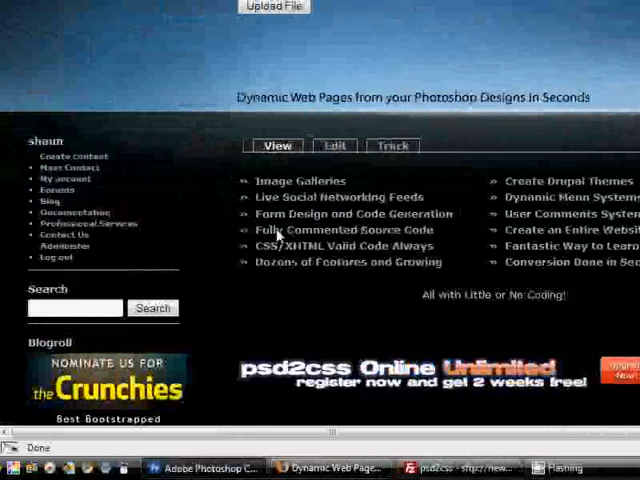 Upload File
Dynamic Web Pages from your Photoshop Designs in Seconds
shaun
View Edit Track
Create content
Mass Contact
My account
Forums
Blog
Documentation
Professional Services
Contact Us
Administer
Log out
» Image Galleries
» Live Social Networking Feeds
» Form Design and Code Generation
» Fully Commented Source Code
» CSS/XHTML Valid Code Always
» Dozens of Features and Growing
» Create Drupal Themes
» Dynamic Menu Systems
» User Comments System
» Create an Entire Websi
» Fantastic Way to Learn
» Conversion Done in Sec
All with Little or No Coding!
Search
Search
Blogroll
NOMINATE US FOR
the Crunchies
Best Bootstrapped
psd2css Online Unlimited
register now and get 2 weeks free!
Upgrad
Now!
Done
Adobe Photoshop C...
Dynamic Web Page...
psd2css - sftp://new...
Flashing